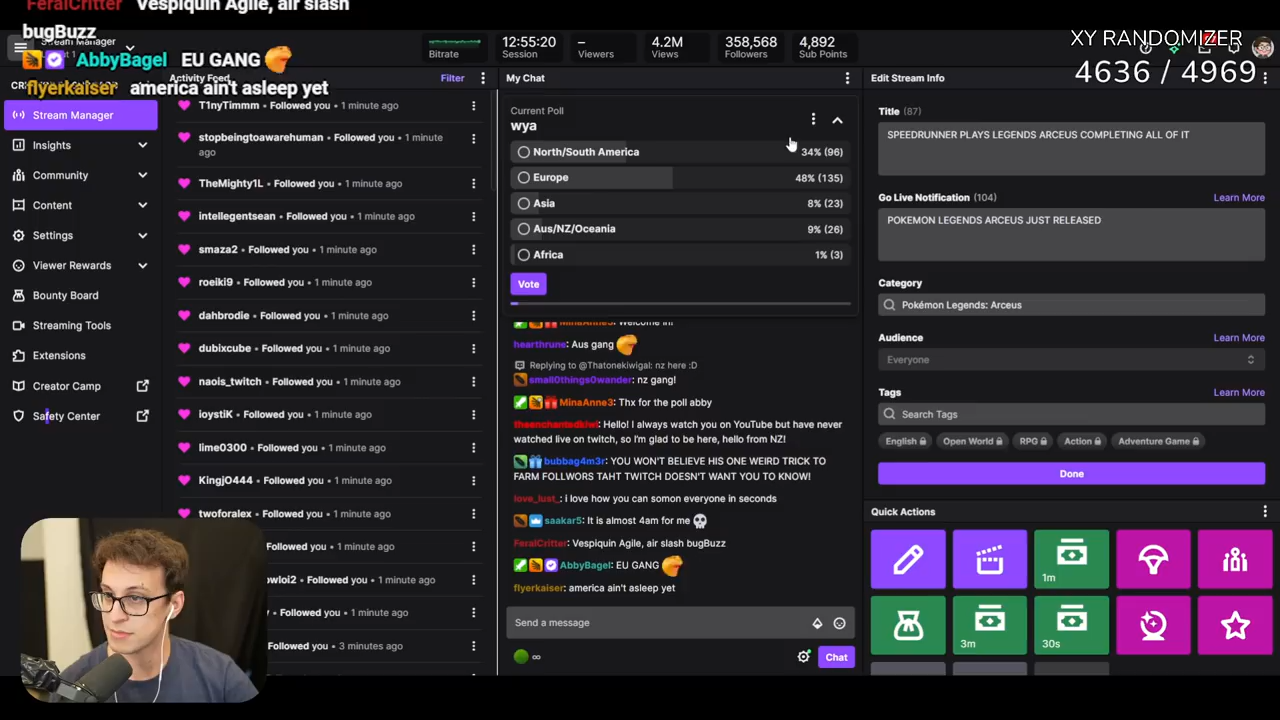 FeralCritter: Vespiquin Agile, air slash
bugBuzz
AbbyBagel EU GANG
flyerkaiser america ain't asleep yet
Stream Manager
Bitrate
12:55:20
Session
–
Viewers
4.2M
Views
358,568
Followers
4,892
Sub Points
XY RANDOMIZER
4636 / 4969
Stream Manager
Insights
Community
Content
Settings
Viewer Rewards
Bounty Board
Streaming Tools
Extensions
Creator Camp
Safety Center
Activity Feed
Filter
T1nyTimmm • Followed you • 1 minute ago
stopbeingtoawarehuman • Followed you • 1 minute
ago
TheMighty1L • Followed you • 1 minute ago
intellegentsean • Followed you • 1 minute ago
smaza2 • Followed you • 1 minute ago
roeiki9 • Followed you • 1 minute ago
dahbrodie • Followed you • 1 minute ago
dubixcube • Followed you • 1 minute ago
naois_twitch • Followed you • 1 minute ago
ioystiK • Followed you • 1 minute ago
lime0300 • Followed you • 1 minute ago
KingjO444 • Followed you • 1 minute ago
twoforalex • Followed you • 1 minute ago
Followed you • 1 minute ago
owloi2 • Followed you • 1 minute ago
Followed you • 1 minute ago
Followed you • 3 minutes ago
My Chat
Current Poll
wya
North/South America 34% (96)
Europe 48% (135)
Asia 8% (23)
Aus/NZ/Oceania 9% (26)
Africa 1% (3)
Vote
MinaAnne3: Welcome in!
hearthrune: Aus gang
Replying to @Thatonekiwigal: nz here :D
small0things0wander: nz gang!
MinaAnne3: Thx for the poll abby
theenchantedkiwi: Hello! I always watch you on YouTube but have never
watched live on twitch, so I'm glad to be here, hello from NZ!
bubbag4m3r: YOU WON'T BELIEVE HIS ONE WEIRD TRICK TO
FARM FOLLWORS TAHT TWITCH DOESN'T WANT YOU TO KNOW!
love_lust_: i love how you can somon everyone in seconds
saakar5: It is almost 4am for me
FeralCritter: Vespiquin Agile, air slash bugBuzz
AbbyBagel: EU GANG
flyerkaiser: america ain't asleep yet
Send a message
∞
Chat
Edit Stream Info
Title (87)
SPEEDRUNNER PLAYS LEGENDS ARCEUS COMPLETING ALL OF IT
Go Live Notification (104)
Learn More
POKEMON LEGENDS ARCEUS JUST RELEASED
Category
Pokémon Legends: Arceus
Audience
Learn More
Everyone
Tags
Learn More
Search Tags
English
Open World
RPG
Action
Adventure Game
Done
Quick Actions
1m
3m
30s